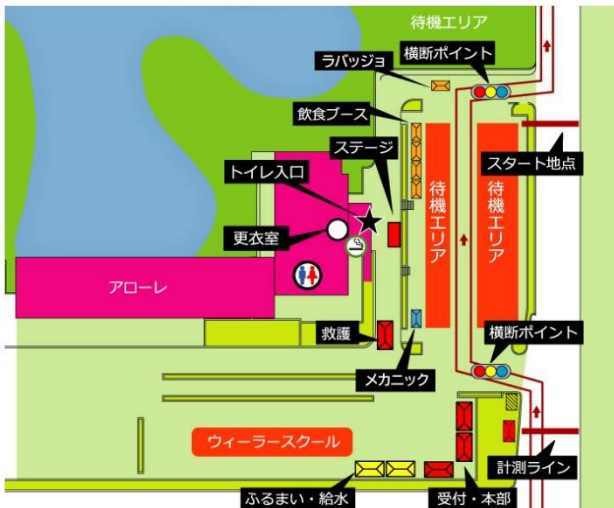 待機エリア
横断ポイント
ラバッジョ
飲食ブース
ステージ
スタート地点
トイレ入口
待機エリア
待機エリア
更衣室
アローレ
救護
横断ポイント
メカニック
ウィーラースクール
計測ライン
ふるまい・給水
受付・本部